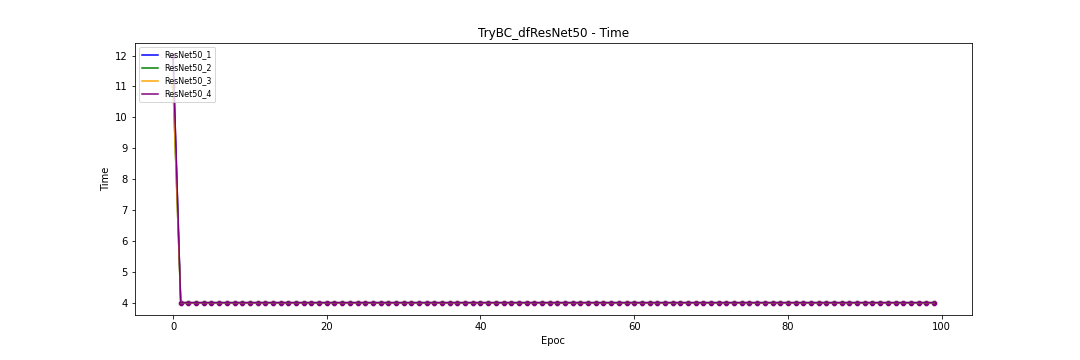 TryBC_dfResNet50 - Time
ResNet50_1
ResNet50_2
ResNet50_3
ResNet50_4
12
11
10
9
8
7
6
5
4
Time
0 20 40 60 80 100
Epoc